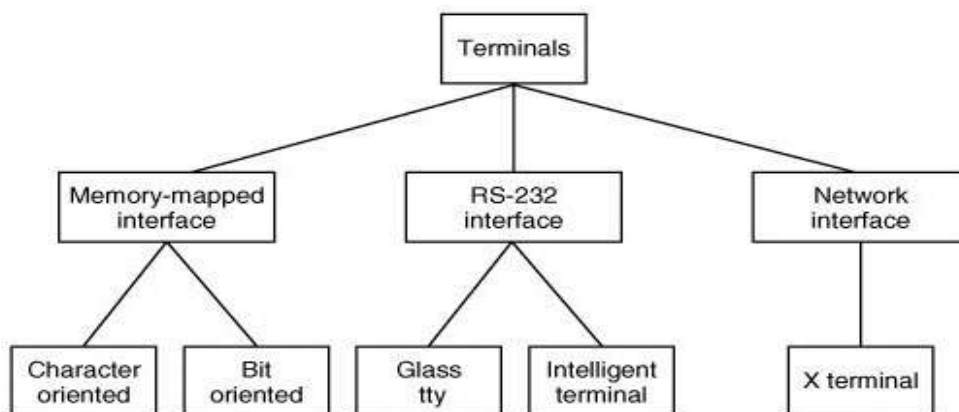 Terminals
Memory-mapped
interface
RS-232
interface
Network
interface
Character
oriented
Bit
oriented
Glass
tty
Intelligent
terminal
X terminal